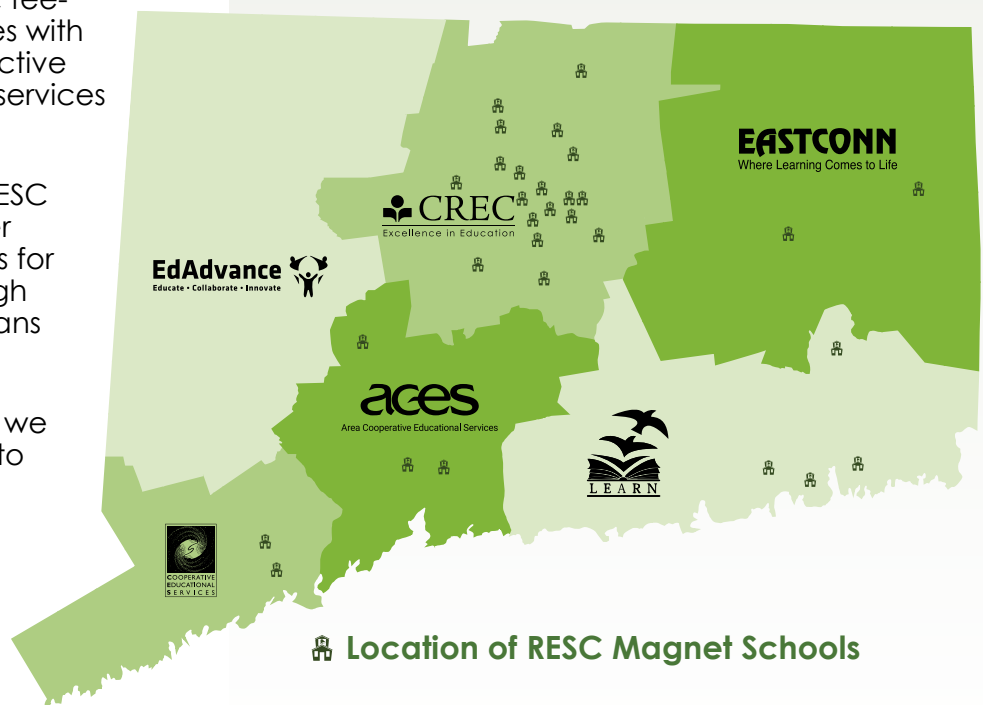 fee-
es with
ctive
services
ESC
er
s for
gh
ans
we
to
EASTCONN
Where Learning Comes to Life
CREC
Excellence in Education
EdAdvance
Educate • Collaborate • Innovate
aces
Area Cooperative Educational Services
LEARN
COOPERATIVE
EDUCATIONAL
SERVICES
Location of RESC Magnet Schools